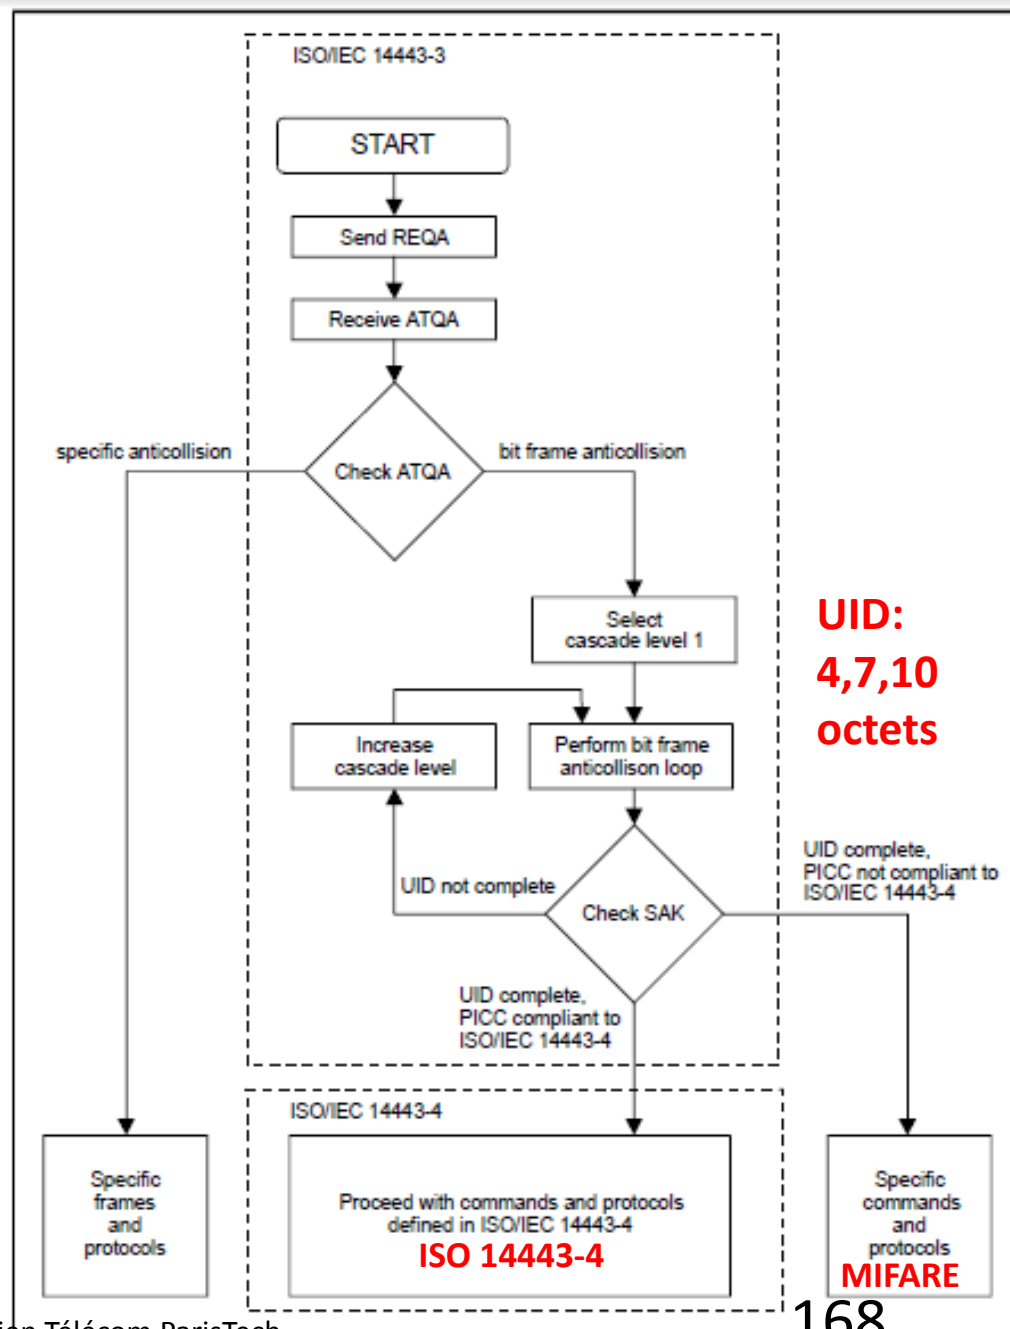 ISO/IEC 14443-3
START
Send REQA
Receive ATQA
specific anticollision
Check ATQA
bit frame anticollision
Select
cascade level 1
UID:
4,7,10
octets
Increase
cascade level
Perform bit frame
anticollison loop
UID not complete
Check SAK
UID complete,
PICC not compliant to
ISO/IEC 14443-4
UID complete,
PICC compliant to
ISO/IEC 14443-4
ISO/IEC 14443-4
Specific
frames
and
protocols
Proceed with commands and protocols
defined in ISO/IEC 14443-4
ISO 14443-4
Specific
commands
and
protocols
MIFARE
Télécom ParisTech
168